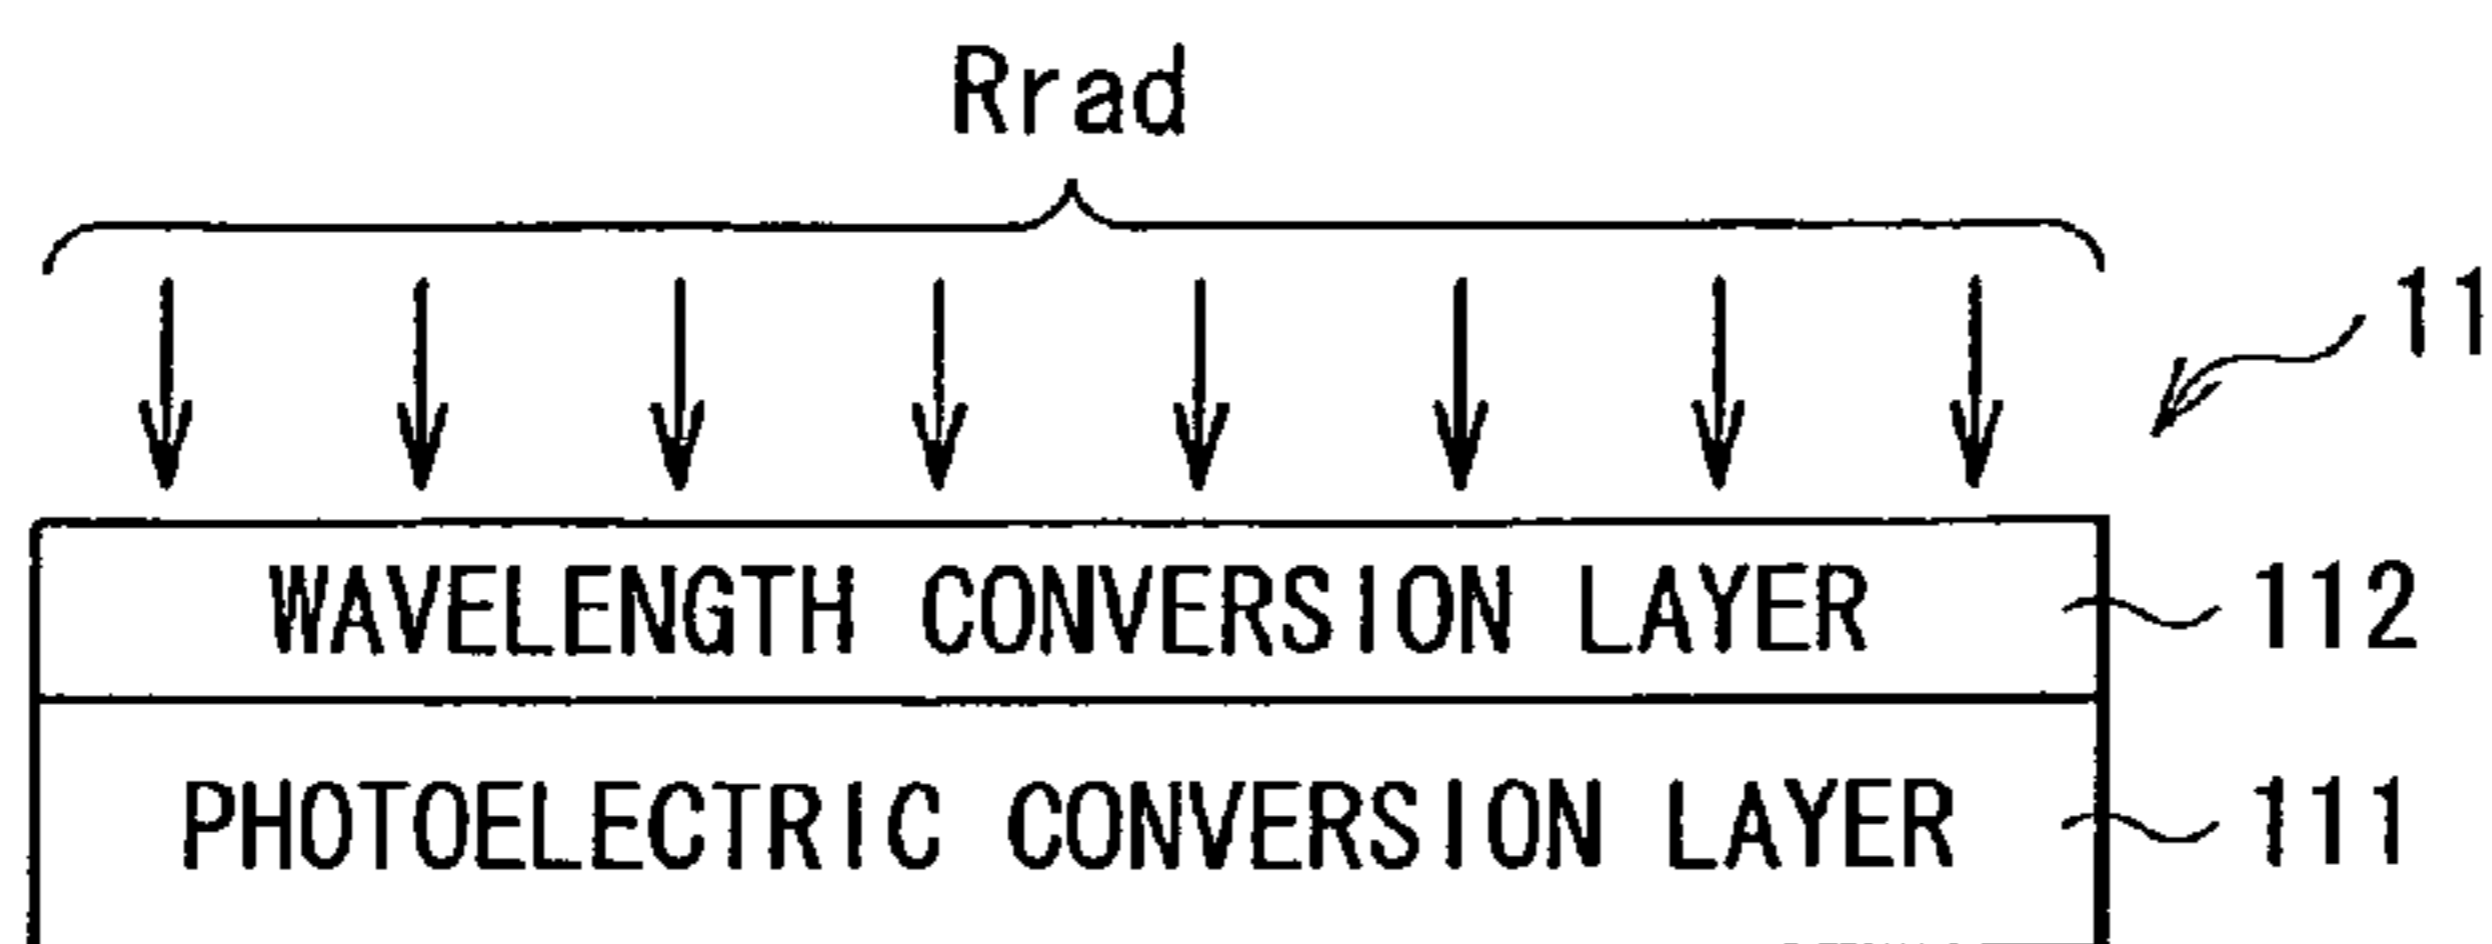 Rrad
11
WAVELENGTH CONVERSION LAYER 112
PHOTOELECTRIC CONVERSION LAYER 111